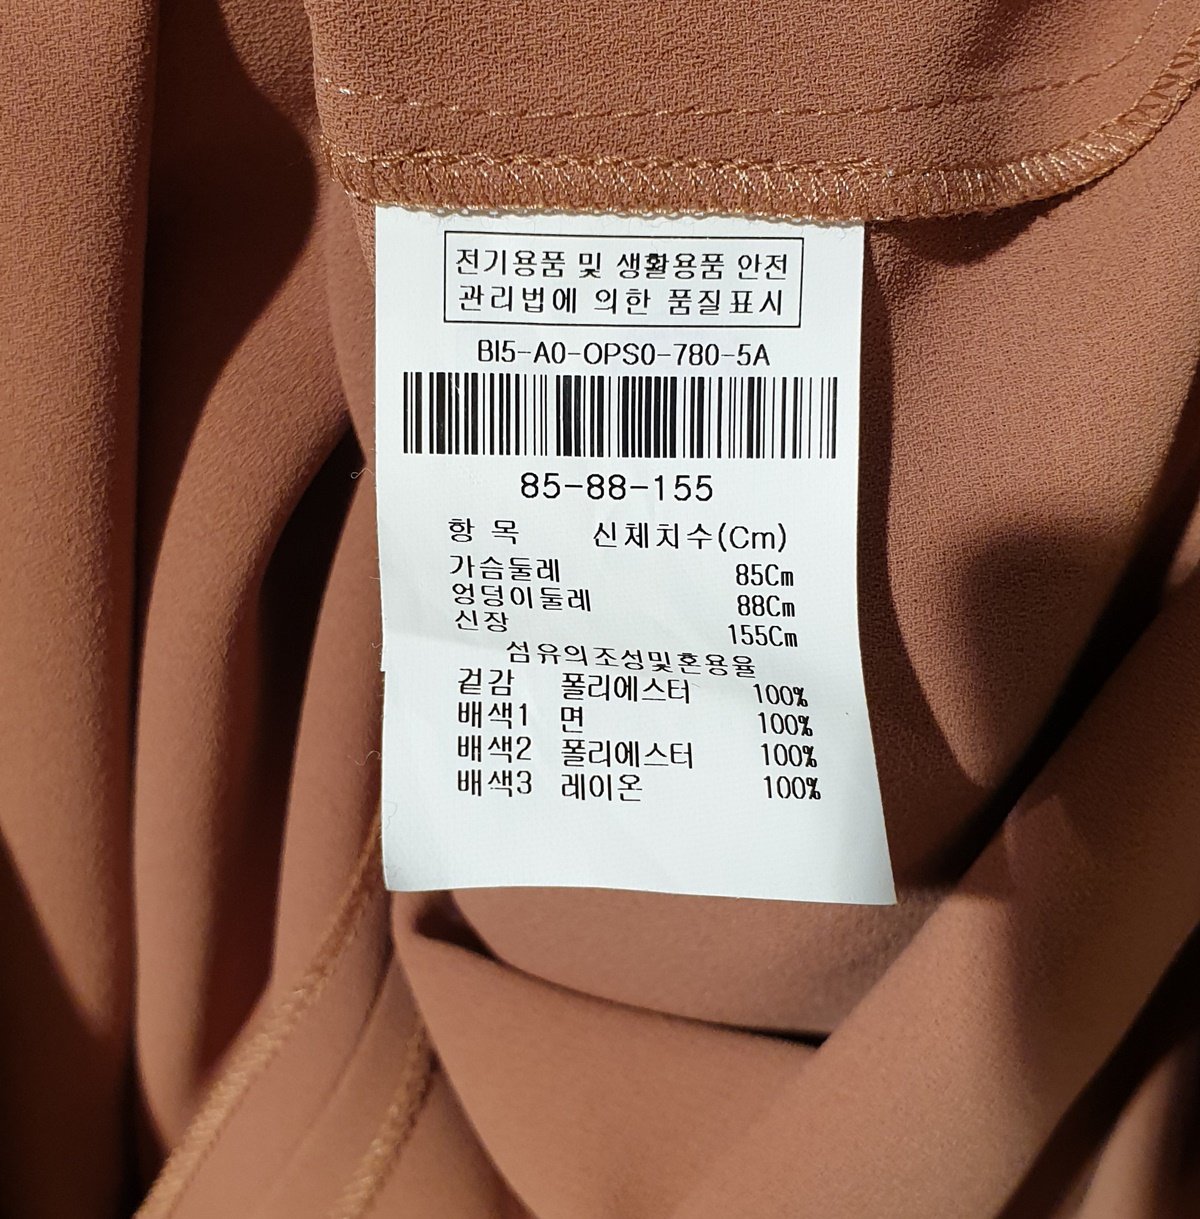 전기용품 및 생활용품 안전
관리법에 의한 품질표시
BI5-A0-OPS0-780-5A
85-88-155
항 목 신체치수(Cm)
가슴둘레 85Cm
엉덩이둘레 88Cm
신장 155Cm
섬유의조성및혼용율
겉감 폴리에스터 100%
배색1 면 100%
배색2 폴리에스터 100%
배색3 레이온 100%